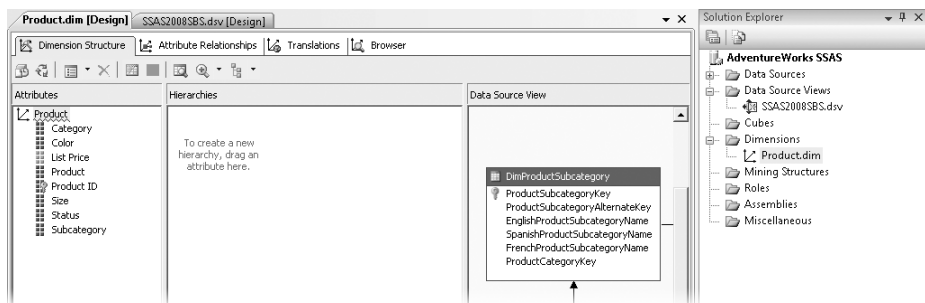 Product.dim [Design]
SSAS2008SBS.dsv [Design]
Dimension Structure
Attribute Relationships
Translations
Browser
Attributes
Product
Category
Color
List Price
Product
Product ID
Size
Status
Subcategory
Hierarchies
To create a new
hierarchy, drag an
attribute here.
Data Source View
DimProductSubcategory
ProductSubcategoryKey
ProductSubcategoryAlternateKey
EnglishProductSubcategoryName
SpanishProductSubcategoryName
FrenchProductSubcategoryName
ProductCategoryKey
Solution Explorer
AdventureWorks SSAS
Data Sources
Data Source Views
SSAS2008SBS.dsv
Cubes
Dimensions
Product.dim
Mining Structures
Roles
Assemblies
Miscellaneous